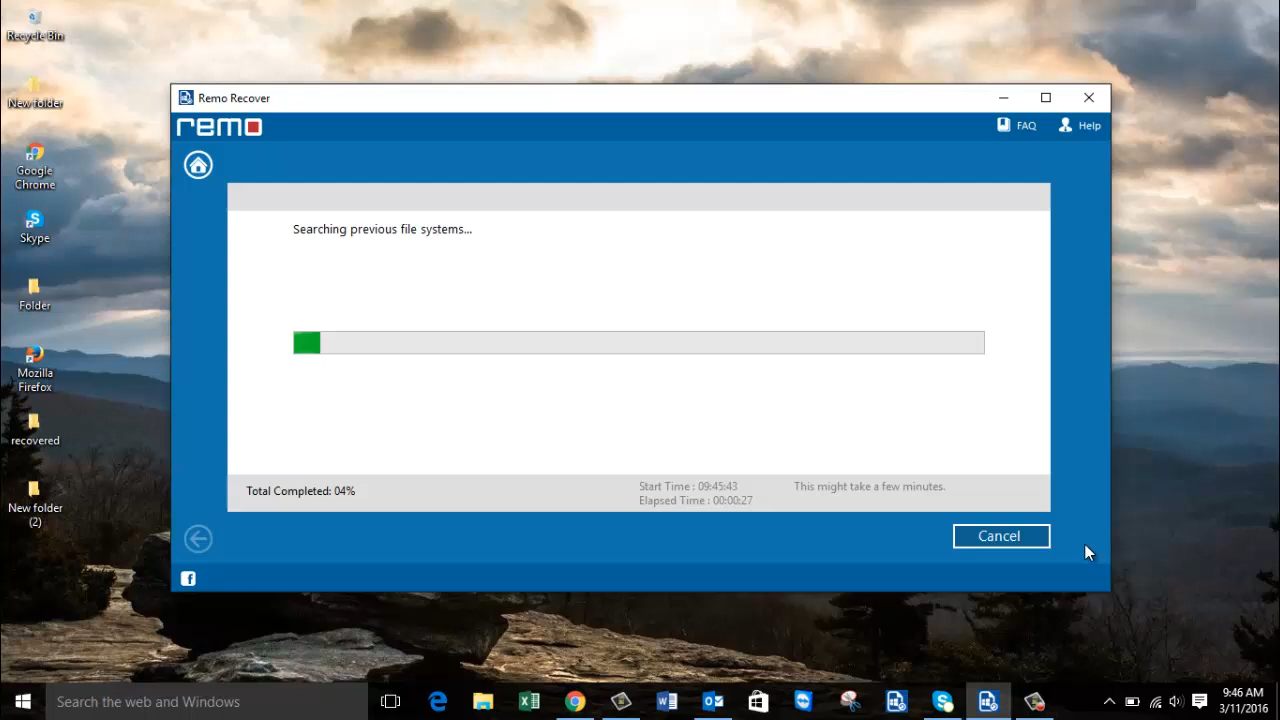 Recycle Bin
New folder
Google
Chrome
Skype
Folder
Mozilla
Firefox
recovered
New folder
(2)
Remo Recover
remo
FAQ
Help
Searching previous file systems...
Total Completed: 04%
Start Time : 09:45:43
Elapsed Time : 00:00:27
This might take a few minutes.
Cancel
Search the web and Windows
9:46 AM
3/11/2016